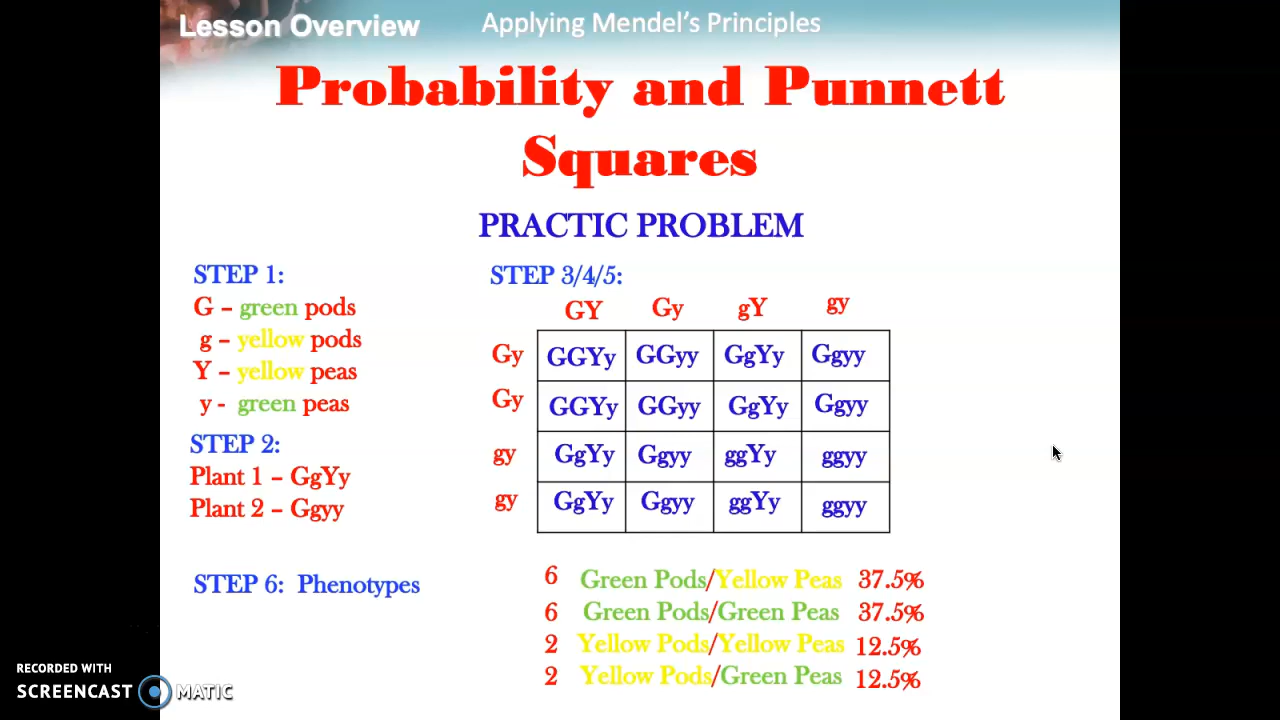 Lesson Overview Applying Mendel's Principles
Probability and Punnett
Squares
PRACTIC PROBLEM
STEP 1:
G – green pods
g – yellow pods
Y – yellow peas
y - green peas
STEP 2:
Plant 1 – GgYy
Plant 2 – Ggyy
STEP 3/4/5:
GY Gy gY gy
Gy GGYy GGyy GgYy Ggyy
Gy GGYy GGyy GgYy Ggyy
gy GgYy Ggyy ggYy ggyy
gy GgYy Ggyy ggYy ggyy
STEP 6: Phenotypes
6 Green Pods/Yellow Peas 37.5%
6 Green Pods/Green Peas 37.5%
2 Yellow Pods/Yellow Peas 12.5%
2 Yellow Pods/Green Peas 12.5%
RECORDED WITH
SCREENCAST MATIC